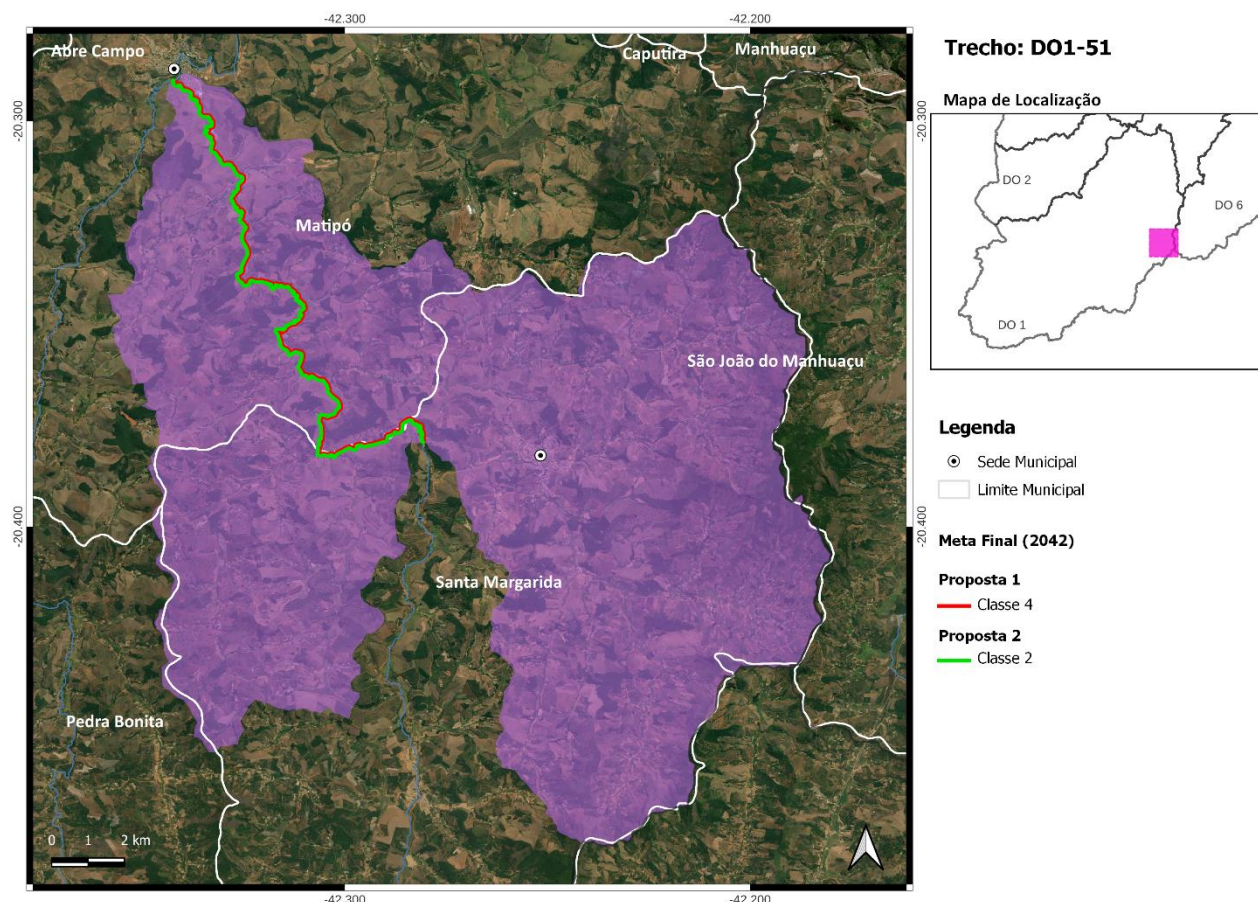 -42.300
-42.200
Abre Campo
Caputira
Manhuaçu
-20.300
-20.300
Matipó
São João do Manhuaçu
-20.400
-20.400
Santa Margarida
Pedra Bonita
0 1 2 km
-42.300
-42.200
Trecho: DO1-51
Mapa de Localização
DO 2
DO 6
DO 1
Legenda
Sede Municipal
Limite Municipal
Meta Final (2042)
Proposta 1
Classe 4
Proposta 2
Classe 2